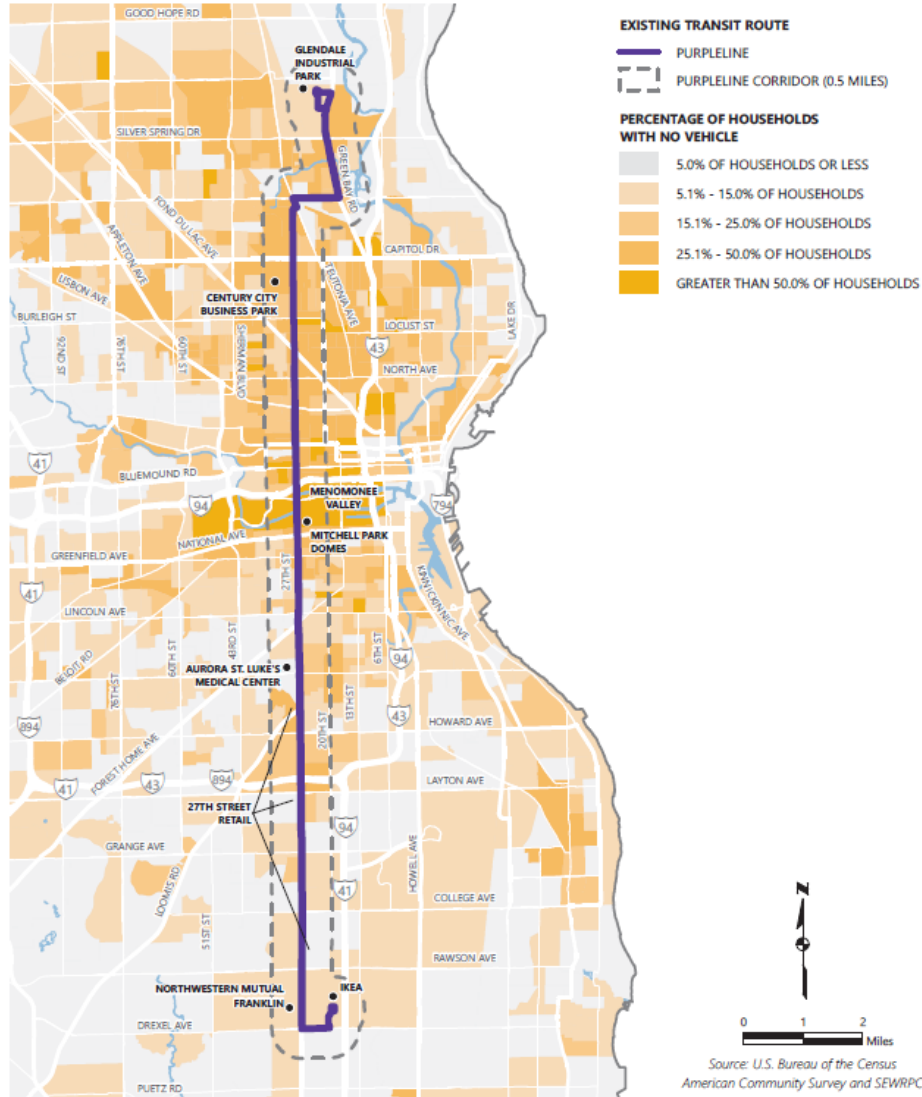 GOOD HOPE RD
GLENDALE
INDUSTRIAL
PARK
SILVER SPRING DR
GREEN BAY RD
FOND DU LAC AVE
APPLETON AVE
CAPITOL DR
LISBON AVE
CENTURY CITY
BUSINESS PARK
TEUTONIA AVE
BURLEIGH ST
LOCUST ST
LAKE DR
92ND ST
76TH ST
60TH ST
SHERMAN BLVD
43
NORTH AVE
41
BLUEMOUND RD
94
MENOMONEE
VALLEY
794
NATIONAL AVE
MITCHELL PARK
DOMES
GREENFIELD AVE
27TH ST
41
KINNICKINNIC AVE
LINCOLN AVE
BELOIT RD
60TH ST
43RD ST
6TH ST
94
AURORA ST. LUKE'S
MEDICAL CENTER
76TH ST
20TH ST
13TH ST
43
HOWARD AVE
894
FOREST HOME AVE
41
43
894
LAYTON AVE
27TH STREET
RETAIL
94
GRANGE AVE
LOOMIS RD
HOWELL AVE
41
COLLEGE AVE
51ST ST
RAWSON AVE
NORTHWESTERN MUTUAL
FRANKLIN
IKEA
DREXEL AVE
PUETZ RD
EXISTING TRANSIT ROUTE
PURPLELINE
PURPLELINE CORRIDOR (0.5 MILES)
PERCENTAGE OF HOUSEHOLDS
WITH NO VEHICLE
5.0% OF HOUSEHOLDS OR LESS
5.1% - 15.0% OF HOUSEHOLDS
15.1% - 25.0% OF HOUSEHOLDS
25.1% - 50.0% OF HOUSEHOLDS
GREATER THAN 50.0% OF HOUSEHOLDS
N
0 1 2
Miles
Source: U.S. Bureau of the Census
American Community Survey and SEWRPC